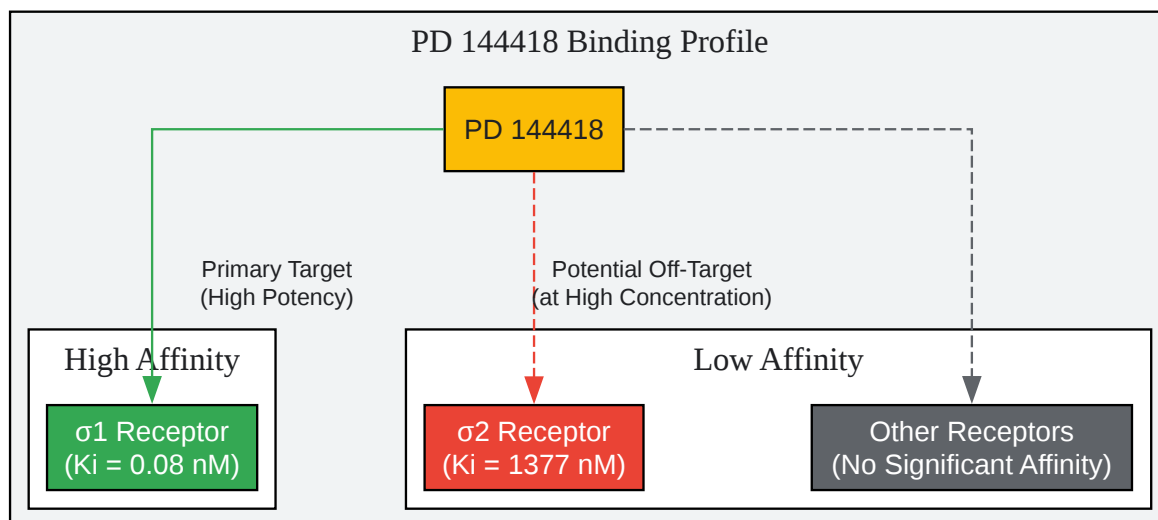 PD 144418 Binding Profile
PD 144418
Primary Target
(High Potency)
Potential Off-Target
(at High Concentration)
High Affinity
σ1 Receptor
(Ki = 0.08 nM)
Low Affinity
σ2 Receptor
(Ki = 1377 nM)
Other Receptors
(No Significant Affinity)